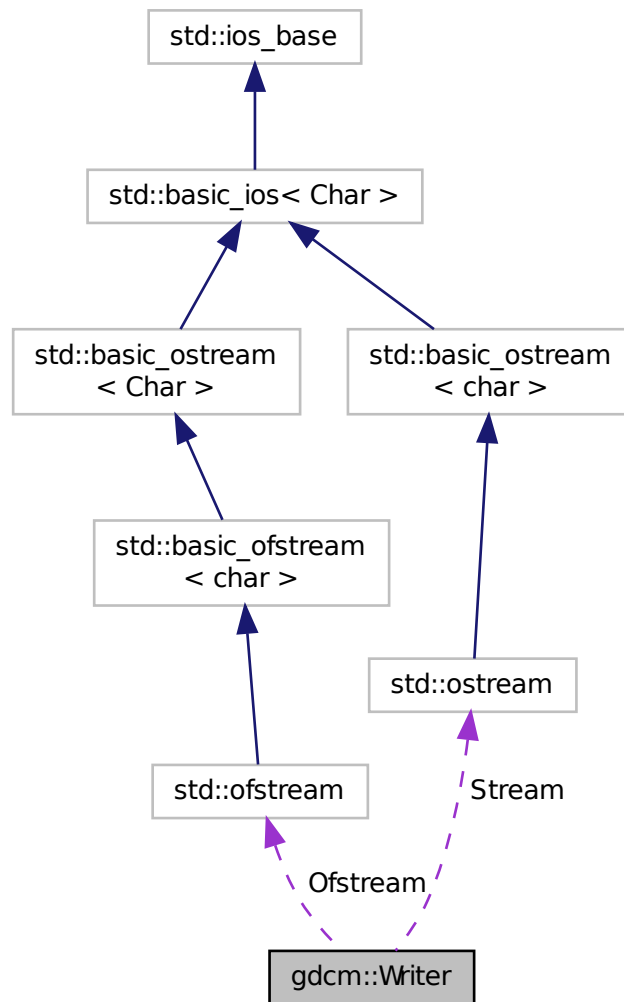 std::ios_base
std::basic_ios< Char >
std::basic_ostream
< Char >
std::basic_ostream
< char >
std::basic_ofstream
< char >
std::ostream
std::ofstream
Stream
Ofstream
gdcm::Writer